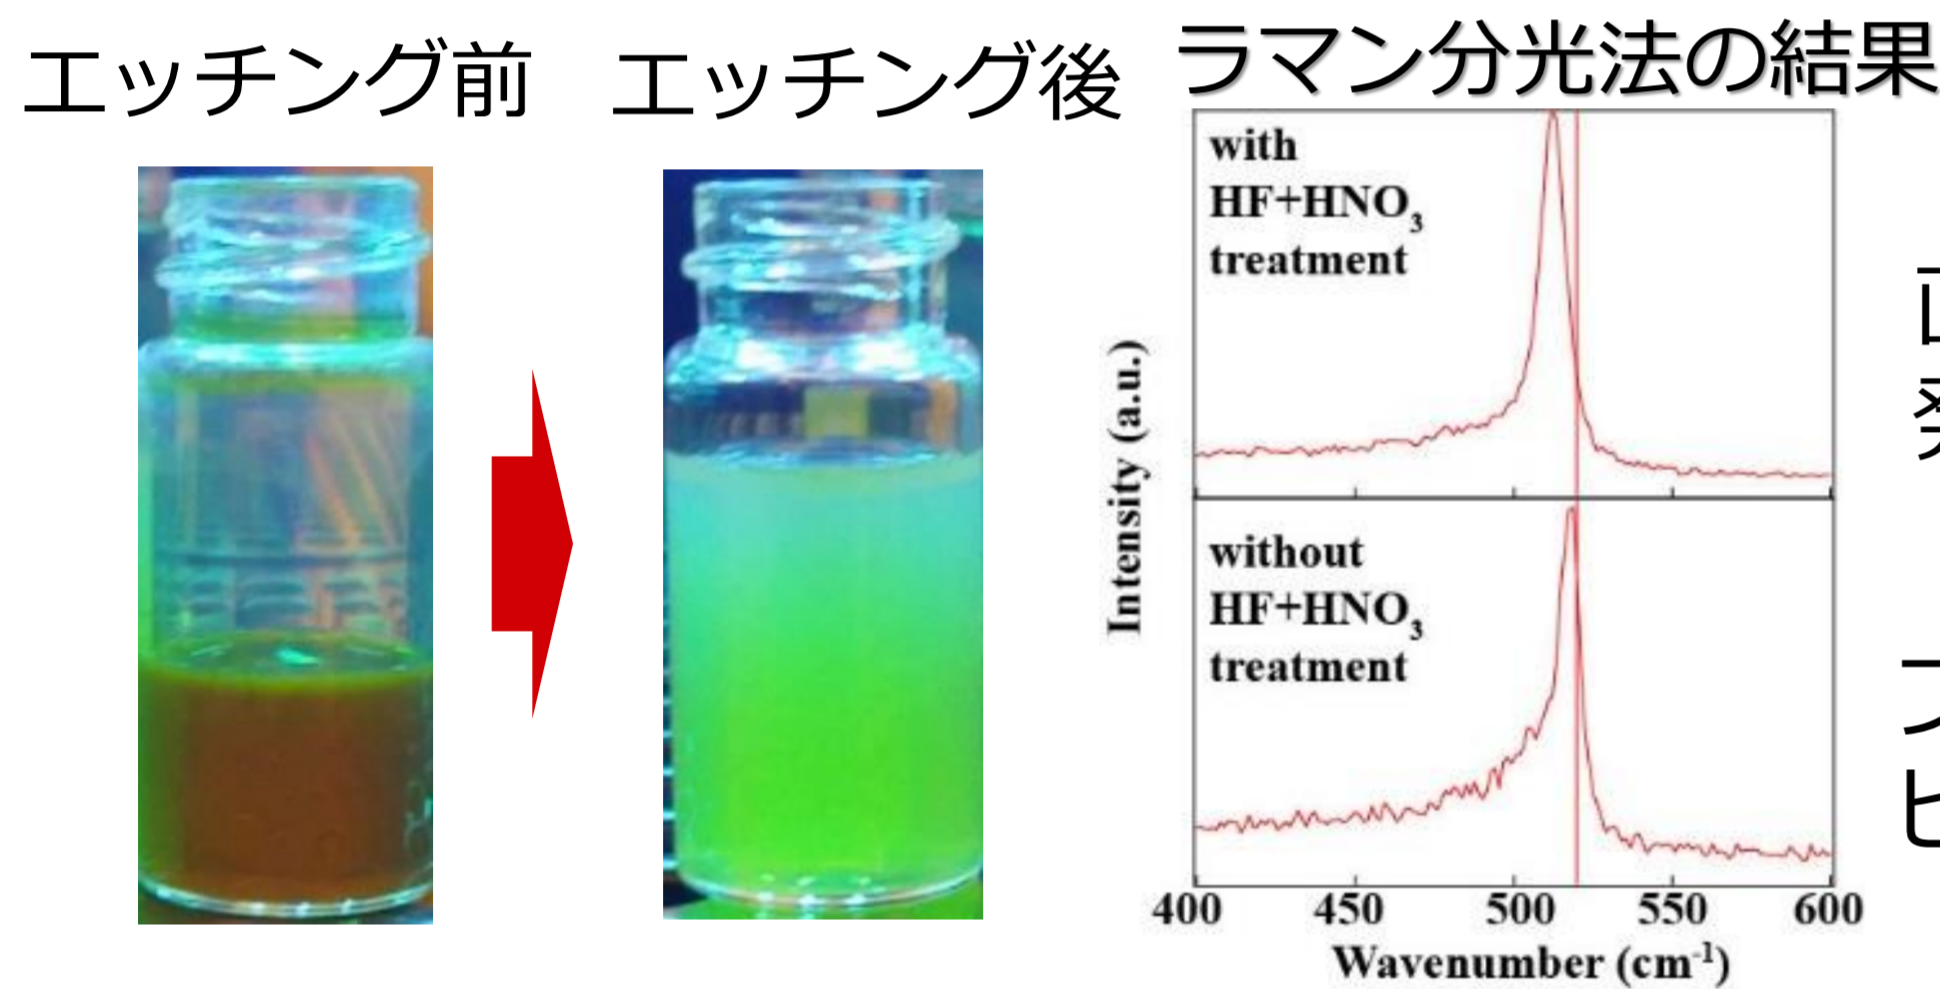 エッチング前
エッチング後
ラマン分光法の結果
with
HF+HNO3
treatment
without
HF+HNO3
treatment
Intensity (a.u.)
400 450 500 550 600
Wavenumber (cm-1)